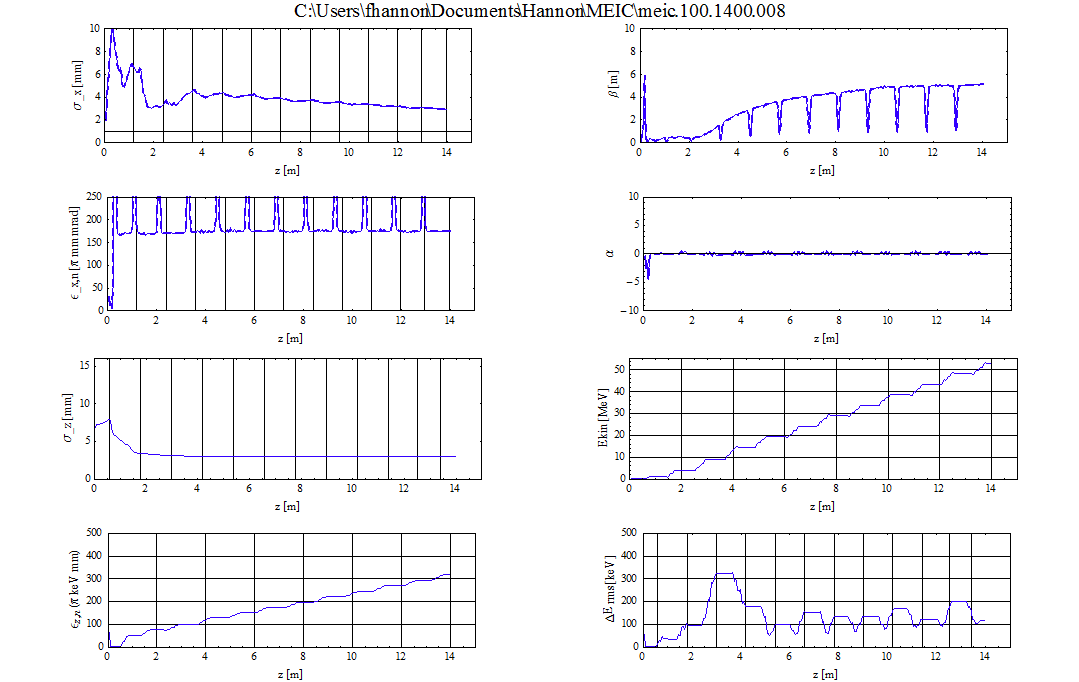 C:\Users\fhannon\Documents\Hannon\MEIC\meic.100.1400.008
10
8
6
4
2
0
σ_x [mm]
0 2 4 6 8 10 12 14
z [m]
10
8
6
4
2
0
β [m]
0 2 4 6 8 10 12 14
z [m]
250
200
150
100
50
0
ϵ_x,n [π mmmrad]
0 2 4 6 8 10 12 14
z [m]
10
5
0
−5
−10
α
0 2 4 6 8 10 12 14
z [m]
15
10
5
0
σ_z [mm]
0 2 4 6 8 10 12 14
z [m]
50
40
30
20
10
0
Ekin [MeV]
0 2 4 6 8 10 12 14
z [m]
500
400
300
200
100
0
ϵz,n (π keV mm)
0 2 4 6 8 10 12 14
z [m]
500
400
300
200
100
0
ΔE rms[keV]
0 2 4 6 8 10 12 14
z [m]